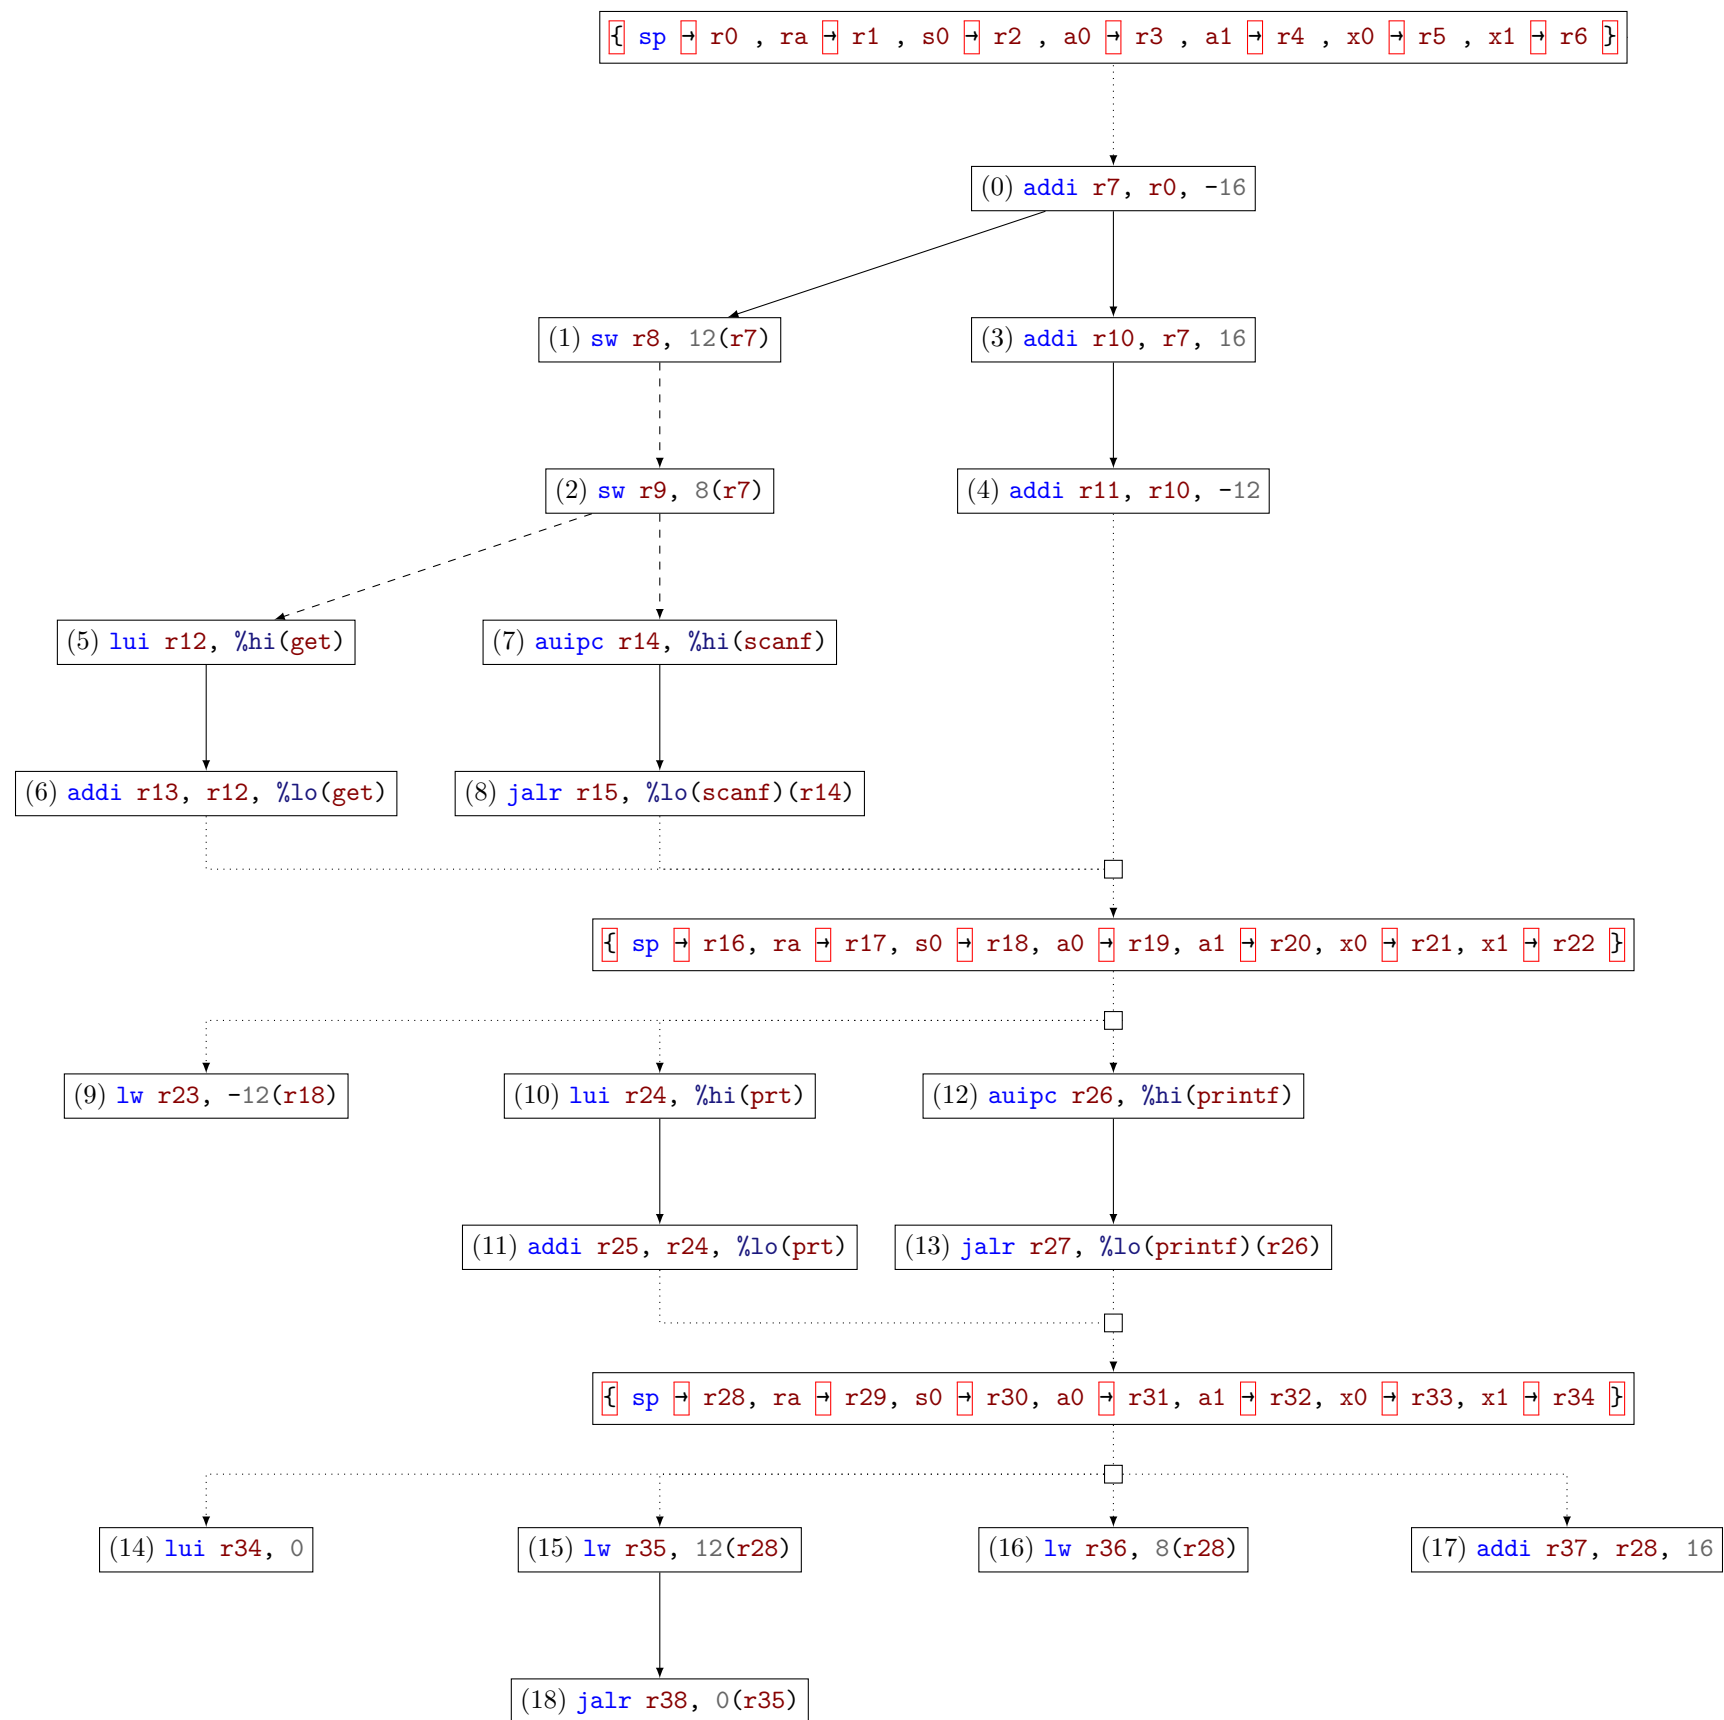 { sp → r0 , ra → r1 , s0 → r2 , a0 → r3 , a1 → r4 , x0 → r5 , x1 → r6 }
(0) addi r7, r0, -16
(1) sw r8, 12(r7)
(3) addi r10, r7, 16
(2) sw r9, 8(r7)
(4) addi r11, r10, -12
(5) lui r12, %hi(get)
(7) auipc r14, %hi(scanf)
(6) addi r13, r12, %lo(get)
(8) jalr r15, %lo(scanf)(r14)
{ sp → r16, ra → r17, s0 → r18, a0 → r19, a1 → r20, x0 → r21, x1 → r22 }
(9) lw r23, -12(r18)
(10) lui r24, %hi(prt)
(12) auipc r26, %hi(printf)
(11) addi r25, r24, %lo(prt)
(13) jalr r27, %lo(printf)(r26)
{ sp → r28, ra → r29, s0 → r30, a0 → r31, a1 → r32, x0 → r33, x1 → r34 }
(14) lui r34, 0
(15) lw r35, 12(r28)
(16) lw r36, 8(r28)
(17) addi r37, r28, 16
(18) jalr r38, 0(r35)